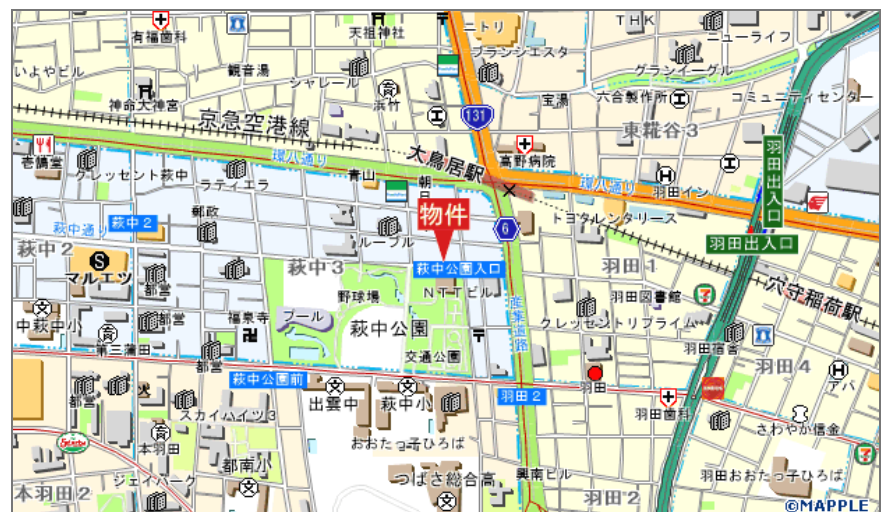 有福歯科
天祖神社
ニトリ
THK
ニューライフ
ブランシエスタ
グランイーグル
いよやビル
観音湯
シャレール
浜竹
神命大神宮
131
宝湯
六合製作所
コミュニティセンター
東糀谷3
京急空港線
壱鵠堂
クレッセント萩中
環八通り
大鳥居駅
高野病院
羽田出入口
ラティエラ
青山
朝日
環八通り
羽田イン
郵政
物件
トヨタレンタリース
萩中通り
萩中2
ルーブル
6
羽田出入口
萩中2
S
マルエツ
都営
萩中3
萩中公園入口
羽田1
穴守稲荷駅
野球場
NTTビル
羽田図書館
中萩中小
都営
福泉寺
プール
萩中公園
産業道路
クレッセントリブライム
第三蒲田
都営
交通公園
羽田宿舎
萩中公園前
羽田4
都営
出雲中
萩中小
羽田2
羽田
アパ
スカイハイツ3
羽田歯科
さわやか信金
本羽田
おおたっ子ひろば
都南小
ジェイパーク
つばさ総合高
興南ビル
羽田おおたっ子ひろば
本羽田2
羽田2
©MAPPLE